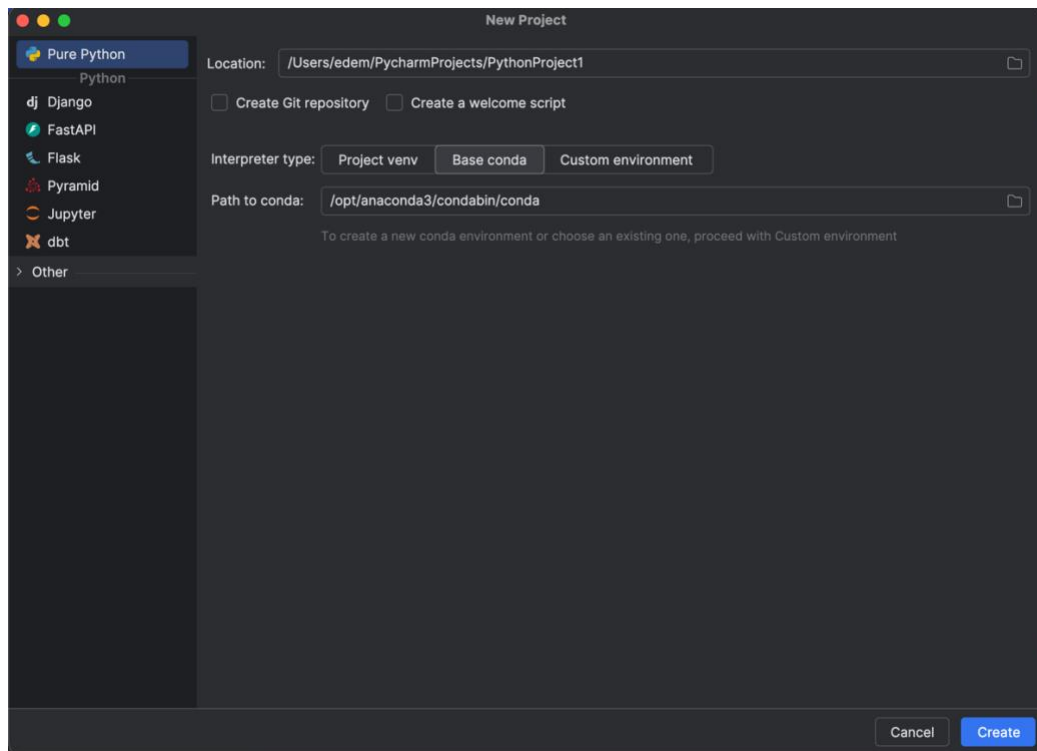 New Project
Pure Python
Python
dj Django
FastAPI
Flask
Pyramid
Jupyter
dbt
Other
Location: /Users/edem/PycharmProjects/PythonProject1
Create Git repository Create a welcome script
Interpreter type: Project venv Base conda Custom environment
Path to conda: /opt/anaconda3/condabin/conda
To create a new conda environment or choose an existing one, proceed with Custom environment
Cancel Create